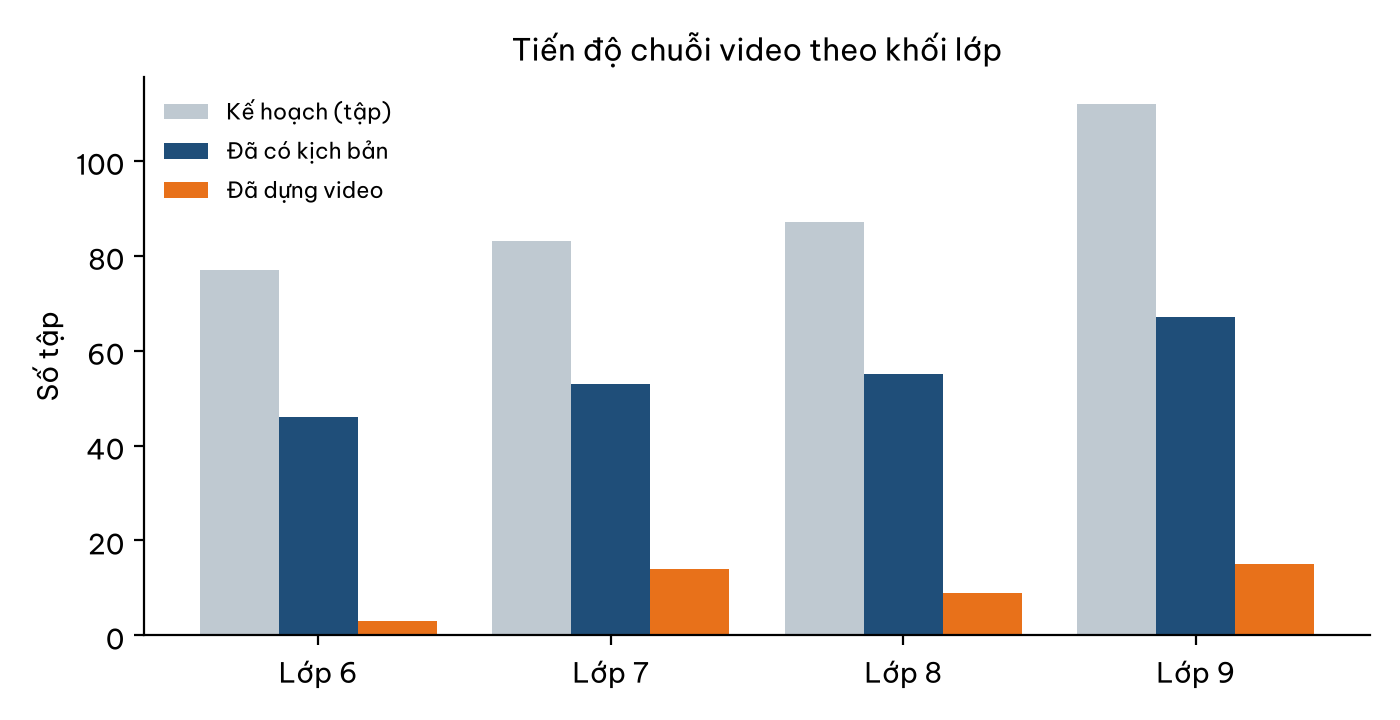 Tiến độ chuỗi video theo khối lớp
Kế hoạch (tập)
Đã có kịch bản
Đã dựng video
Số tập
100
80
60
40
20
0
Lớp 6
Lớp 7
Lớp 8
Lớp 9